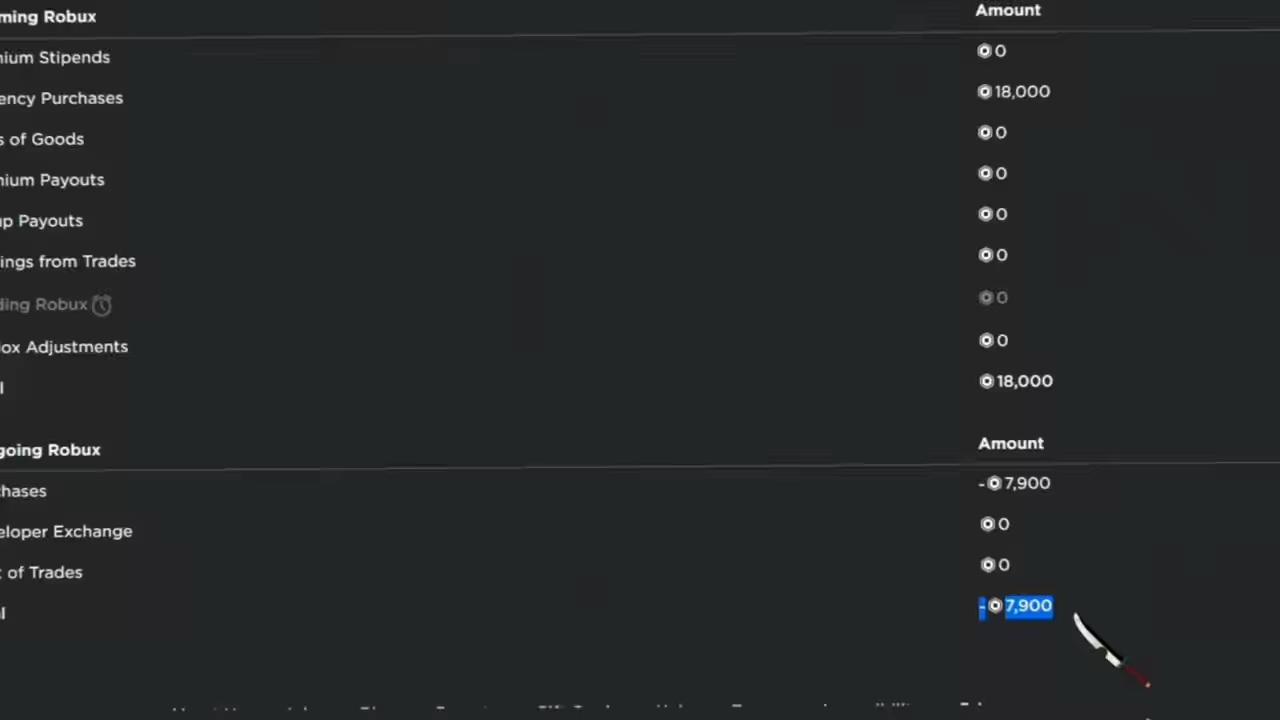 ming Robux Amount
nium Stipends 0
ency Purchases 18,000
s of Goods 0
nium Payouts 0
up Payouts 0
ings from Trades 0
ding Robux 0
lox Adjustments 0
l 18,000
going Robux Amount
chases -7,900
eloper Exchange 0
t of Trades 0
l -7,900